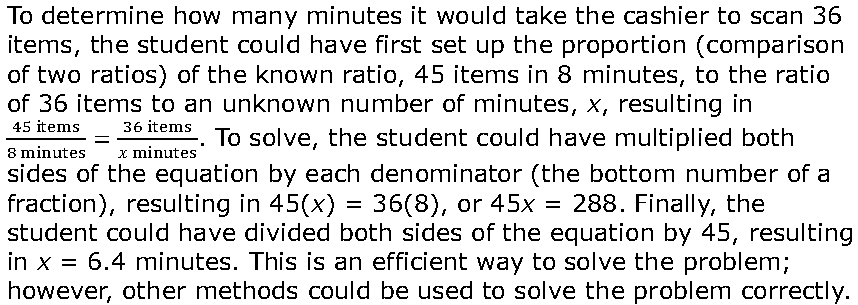 To determine how many minutes it would take the cashier to scan 36
items, the student could have first set up the proportion (comparison
of two ratios) of the known ratio, 45 items in 8 minutes, to the ratio
of 36 items to an unknown number of minutes, x, resulting in
45 items / 8 minutes = 36 items / x minutes. To solve, the student could have multiplied both
sides of the equation by each denominator (the bottom number of a
fraction), resulting in 45(x) = 36(8), or 45x = 288. Finally, the
student could have divided both sides of the equation by 45, resulting
in x = 6.4 minutes. This is an efficient way to solve the problem;
however, other methods could be used to solve the problem correctly.